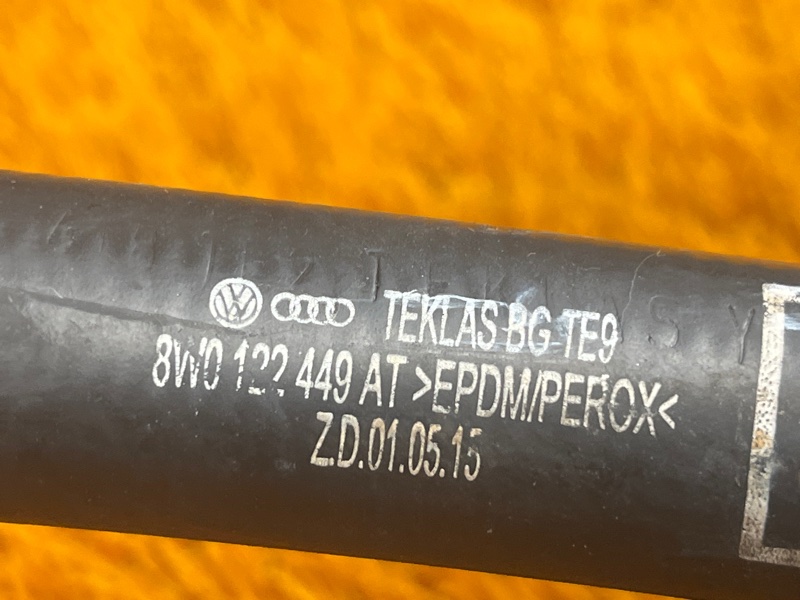 TEKLAS BG TE9
8W0 122 449 AT >EPDM/PEROX<
Z.D.01.05.15